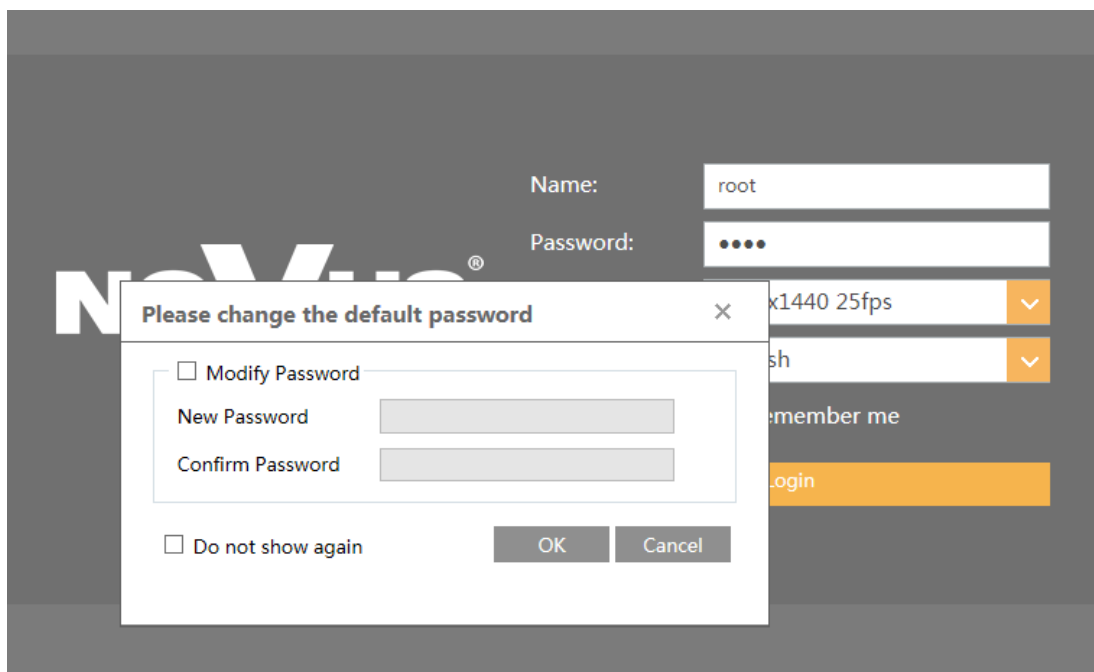 Name:
root
Password:
®
Please change the default password
x1440 25fps
Modify Password
New Password
Confirm Password
Remember me
Login
Do not show again
OK
Cancel